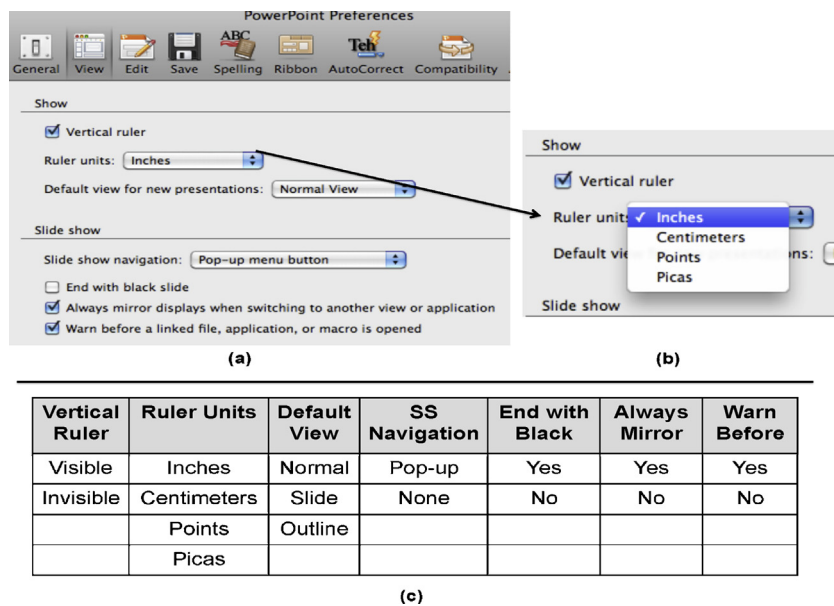 PowerPoint Preferences
General View Edit Save Spelling Ribbon AutoCorrect Compatibility
ABC
Teh
Show
Vertical ruler
Ruler units: Inches
Default view for new presentations: Normal View
Slide show
Slide show navigation: Pop-up menu button
End with black slide
Always mirror displays when switching to another view or application
Warn before a linked file, application, or macro is opened
(a)
Show
Vertical ruler
Ruler units ✓ Inches
Centimeters
Default vie
ns:
Points
Picas
Slide show
(b)
Vertical Ruler Ruler Units Default View SS Navigation End with Black Always Mirror Warn Before
Visible Inches Normal Pop-up Yes Yes Yes
Invisible Centimeters Slide None No No No
Points Outline
Picas
(c)